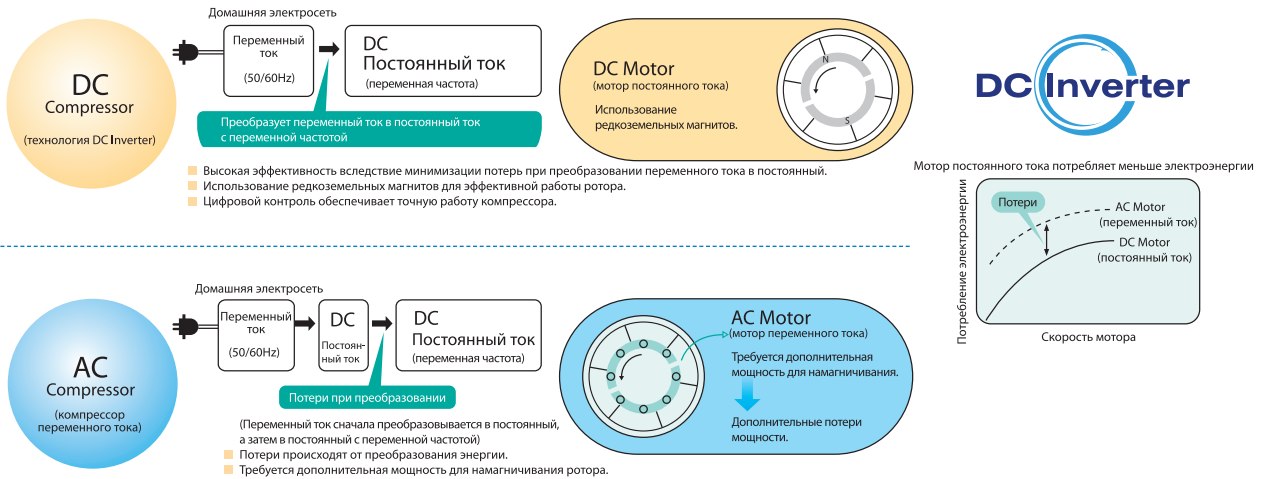 DC
Compressor
(технология DC Inverter)
Домашняя электросеть
Переменный
ток
(50/60Hz)
DC
Постоянный ток
(переменная частота)
Преобразует переменный ток в постоянный ток
с переменной частотой
DC Motor
(мотор постоянного тока)
Использование
редкоземельных магнитов.
N
S
Высокая эффективность вследствие минимизации потерь при преобразовании переменного тока в постоянный.
Использование редкоземельных магнитов для эффективной работы ротора.
Цифровой контроль обеспечивает точную работу компрессора.
DC Inverter
Мотор постоянного тока потребляет меньше электроэнергии
Потребление электроэнергии
Потери
AC Motor
(переменный ток)
DC Motor
(постоянный ток)
Скорость мотора
AC
Compressor
(компрессор
переменного тока)
Домашняя электросеть
Переменный
ток
(50/60Hz)
DC
Постоян-
ный ток
DC
Постоянный ток
(переменная частота)
Потери при преобразовании
(Переменный ток сначала преобразовывается в постоянный,
а затем в постоянный с переменной частотой)
Потери происходят от преобразования энергии.
Требуется дополнительная мощность для намагничивания ротора.
AC Motor
(мотор переменного тока)
Требуется дополнительная
мощность для намагничивания.
Дополнительные потери
мощности.